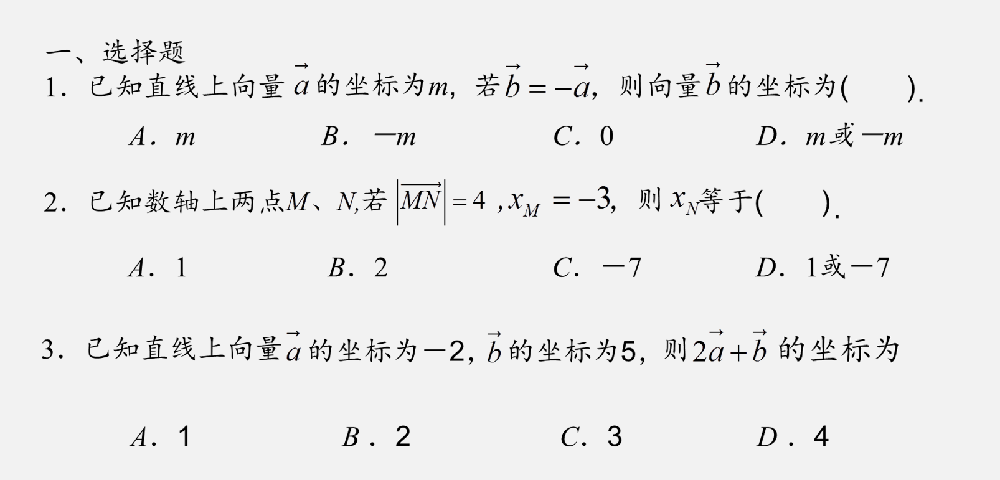 一、选择题
1. 已知直线上向量 $\vec{a}$ 的坐标为m, 若 $\vec{b} = -\vec{a}$, 则向量 $\vec{b}$ 的坐标为( ).
A. m B. －m C. 0 D. m或－m
2. 已知数轴上两点M、N,若 $|\overrightarrow{MN}| = 4$ ,$x_M = -3$, 则 $x_N$等于( ).
A. 1 B. 2 C. －7 D. 1或－7
3. 已知直线上向量 $\vec{a}$ 的坐标为－2, $\vec{b}$ 的坐标为5, 则 $2\vec{a} + \vec{b}$ 的坐标为
A. 1 B. 2 C. 3 D. 4